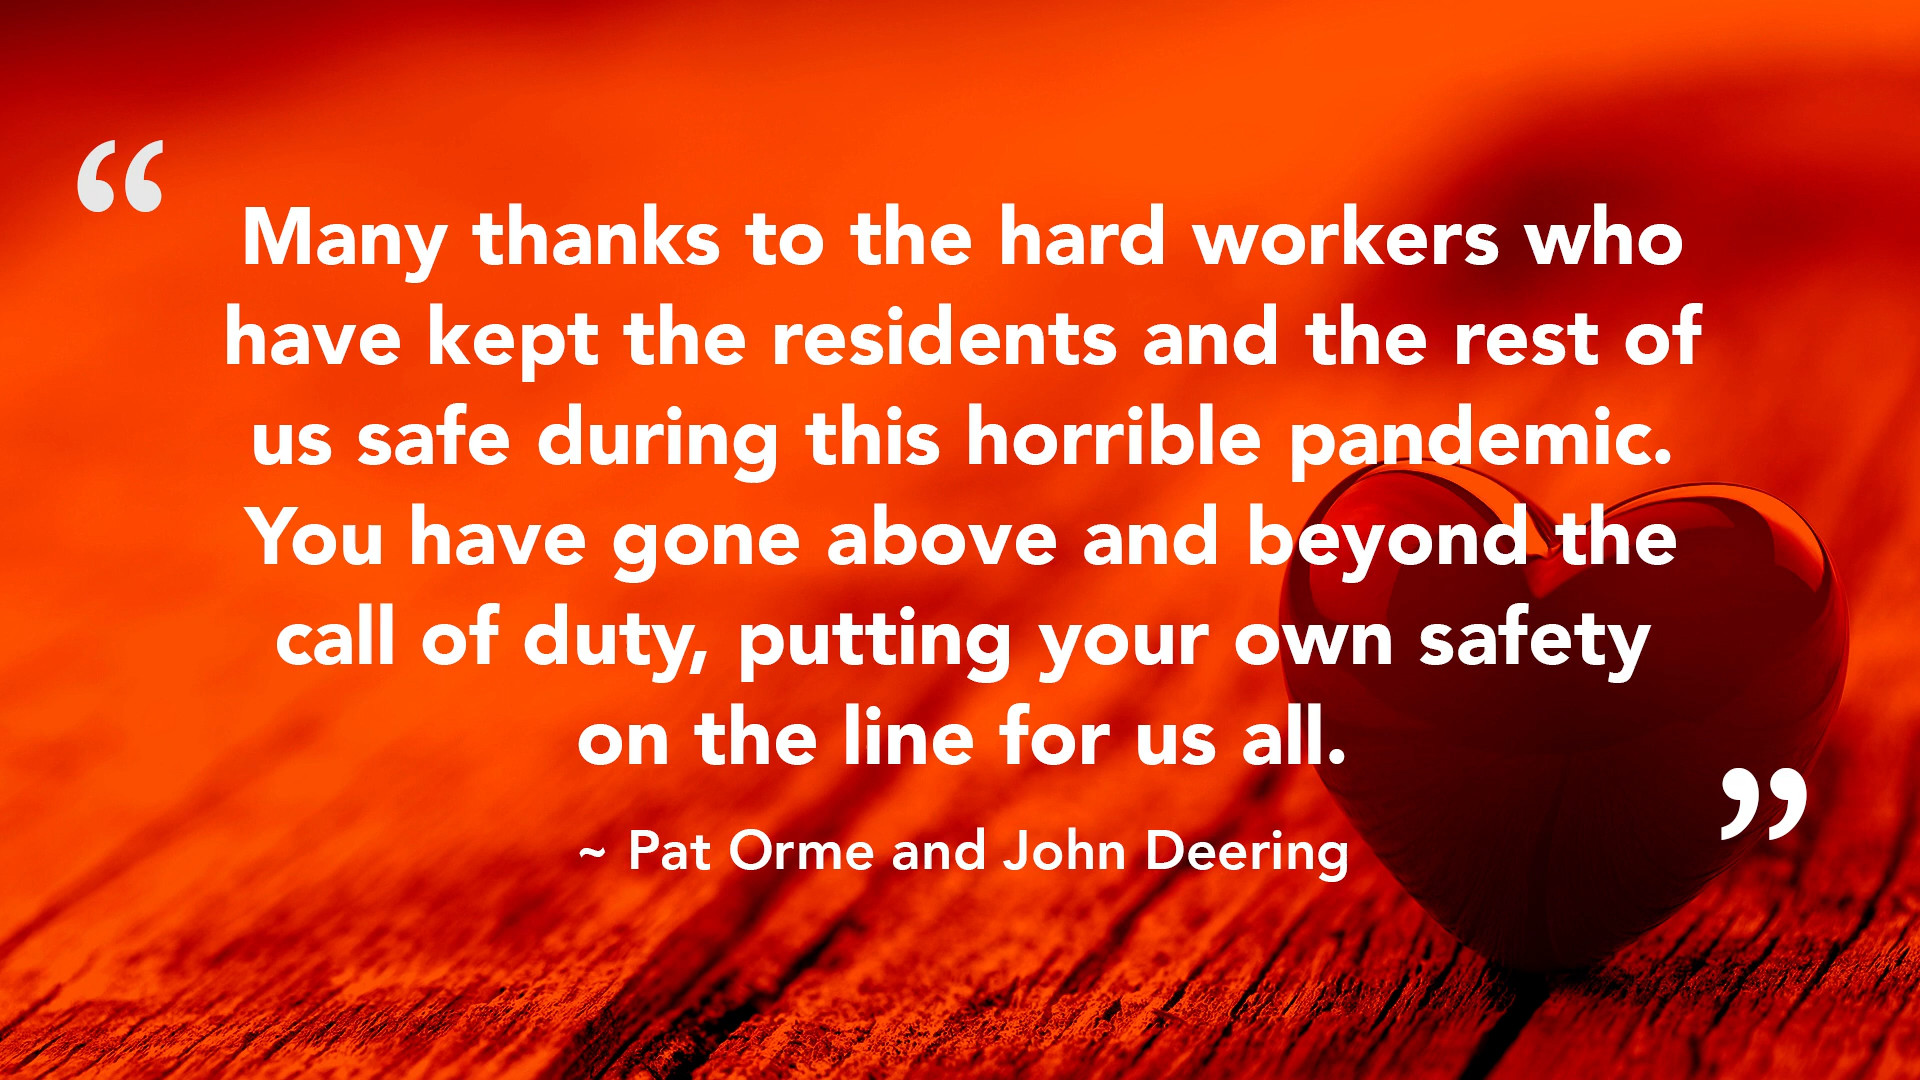 “
Many thanks to the hard workers who
have kept the residents and the rest of
us safe during this horrible pandemic.
You have gone above and beyond the
call of duty, putting your own safety
on the line for us all.
”
~ Pat Orme and John Deering